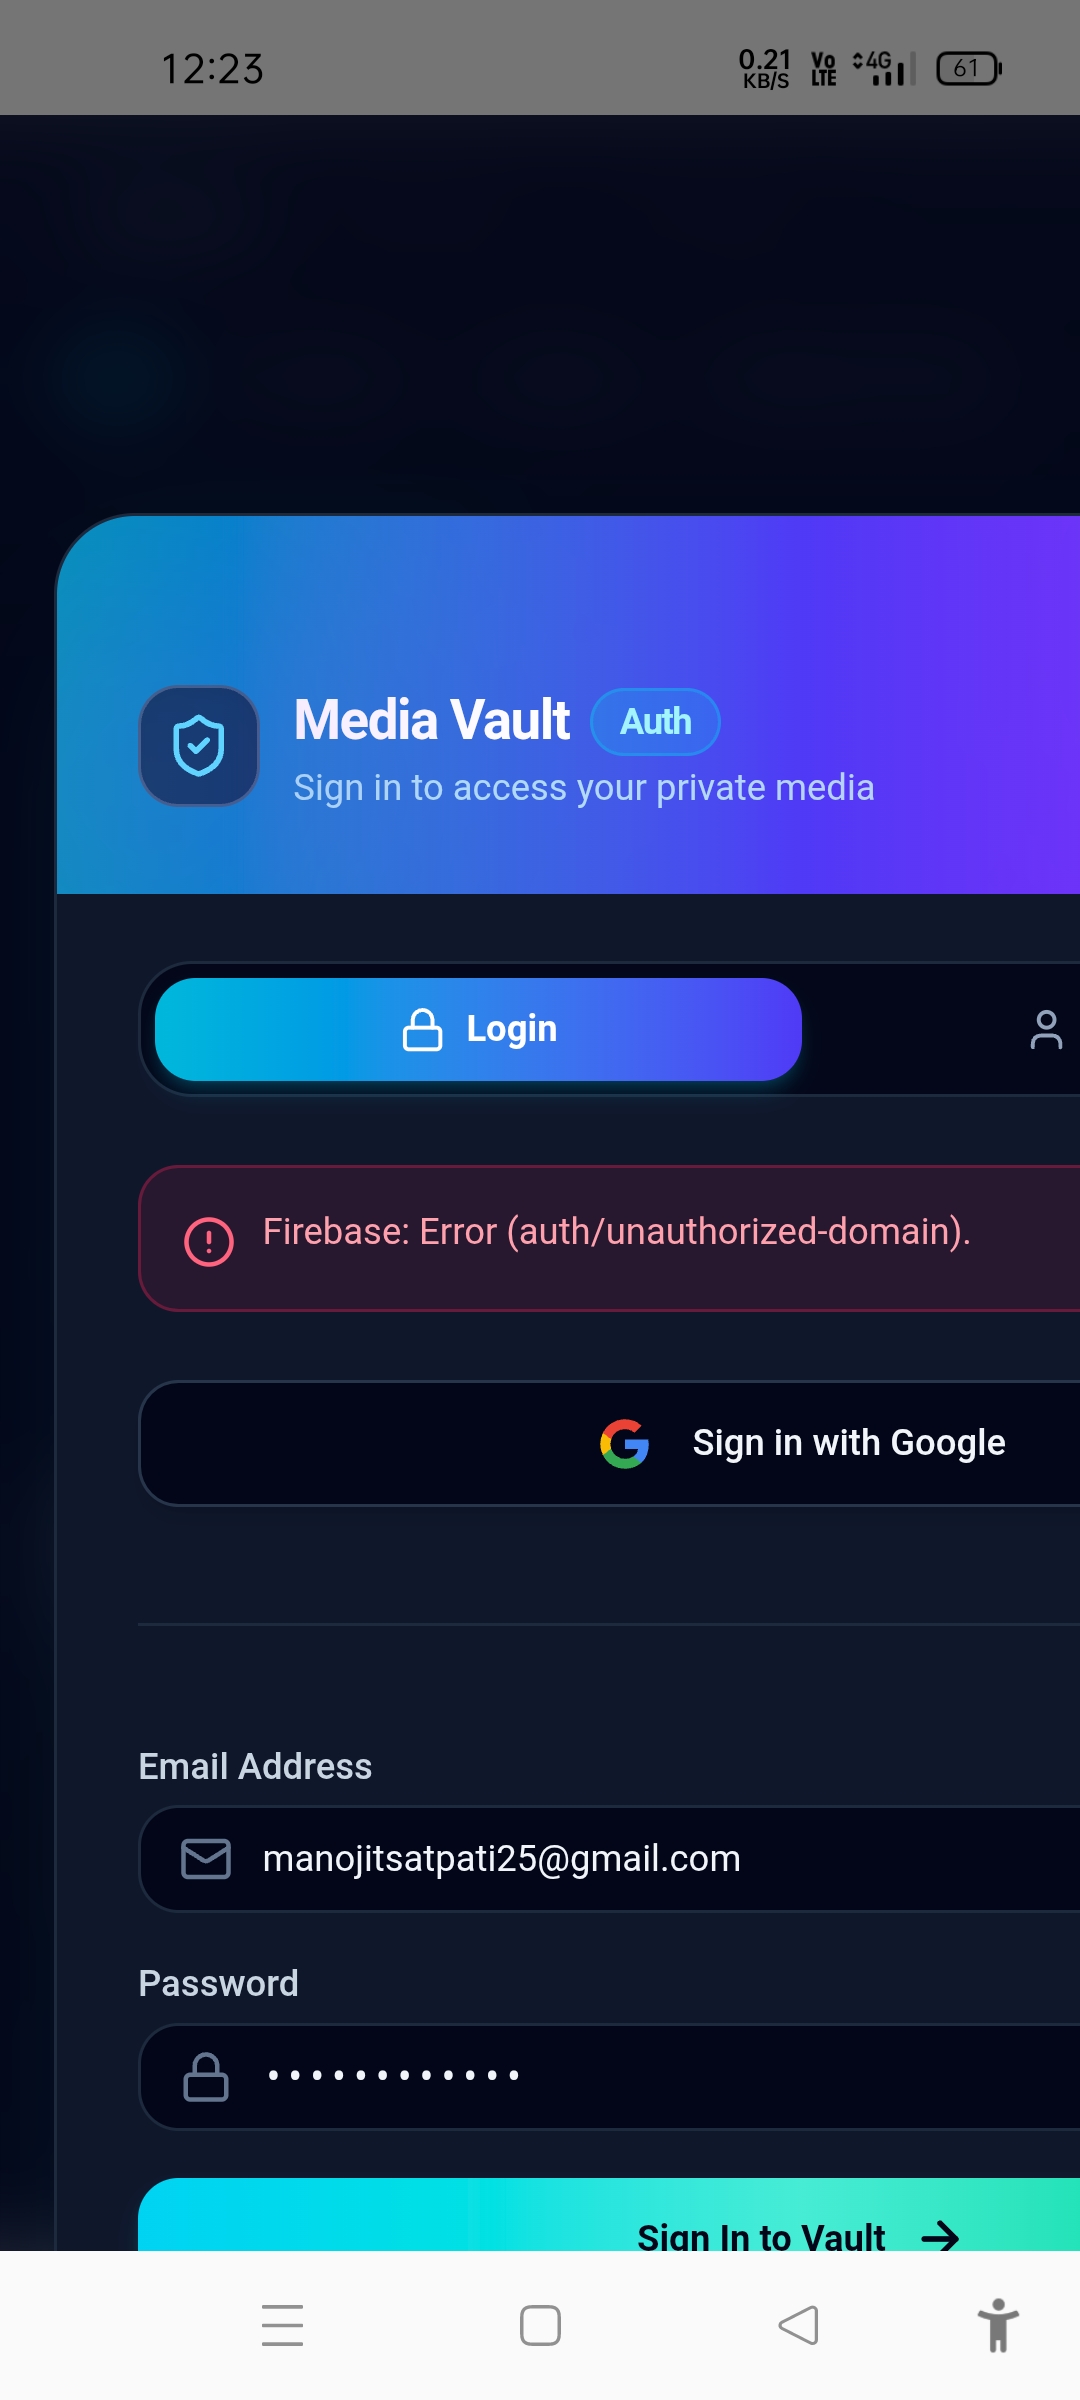 12:23
0.21 KB/S
Vo LTE
4G
61
Media Vault
Auth
Sign in to access your private media
Login
Firebase: Error (auth/unauthorized-domain).
Sign in with Google
Email Address
manojitsatpati25@gmail.com
Password
Sign In to Vault